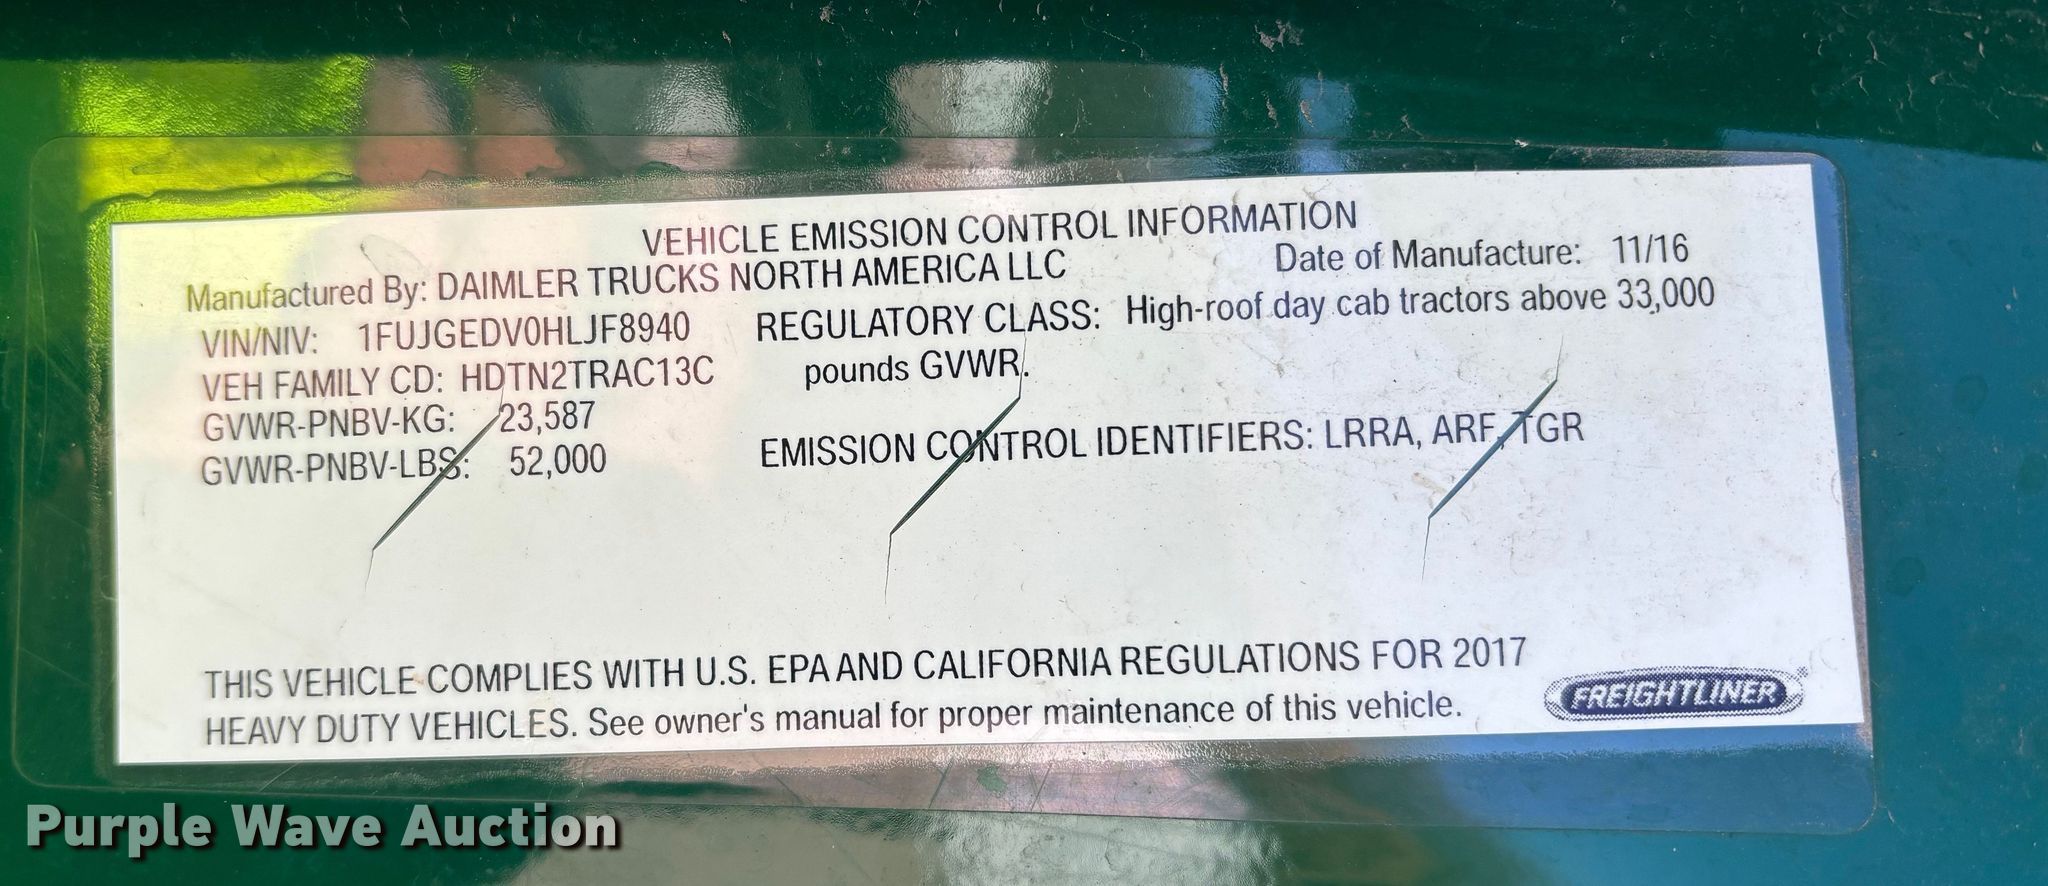 VEHICLE EMISSION CONTROL INFORMATION
Manufactured By: DAIMLER TRUCKS NORTH AMERICA LLC Date of Manufacture: 11/16
VIN/NIV: 1FUJGEDV0HLJF8940 REGULATORY CLASS: High-roof day cab tractors above 33,000
VEH FAMILY CD: HDTN2TRAC13C pounds GVWR.
GVWR-PNBV-KG: 23,587
GVWR-PNBV-LBS: 52,000 EMISSION CONTROL IDENTIFIERS: LRRA, ARF, TGR
THIS VEHICLE COMPLIES WITH U.S. EPA AND CALIFORNIA REGULATIONS FOR 2017
HEAVY DUTY VEHICLES. See owner's manual for proper maintenance of this vehicle.
FREIGHTLINER
Purple Wave Auction